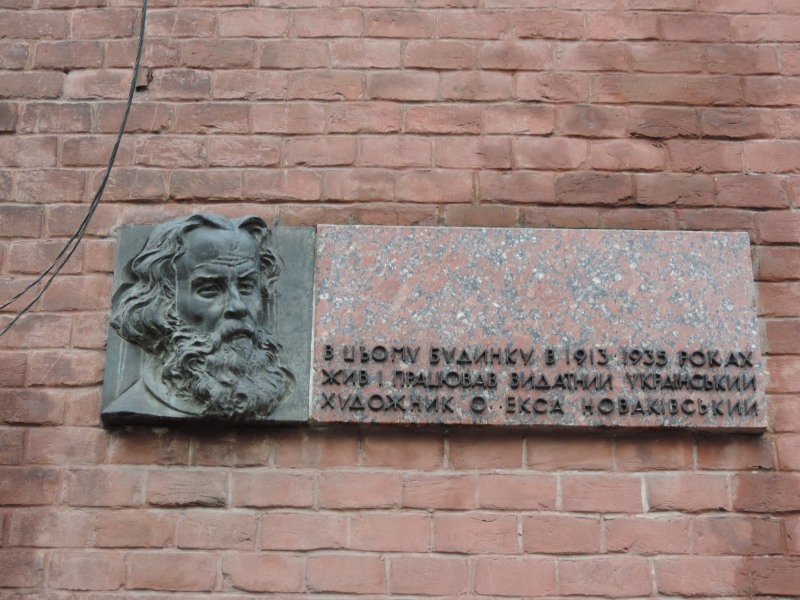 В ЦЬОМУ БУДИНКУ В 1913 1935 РОКАХ
ЖИВ І ПРАЦЮВАВ ВИДАТНИЙ УКРАЇНСЬКИЙ
ХУДОЖНИК О ЕКСА НОВАКІВСЬКИЙ